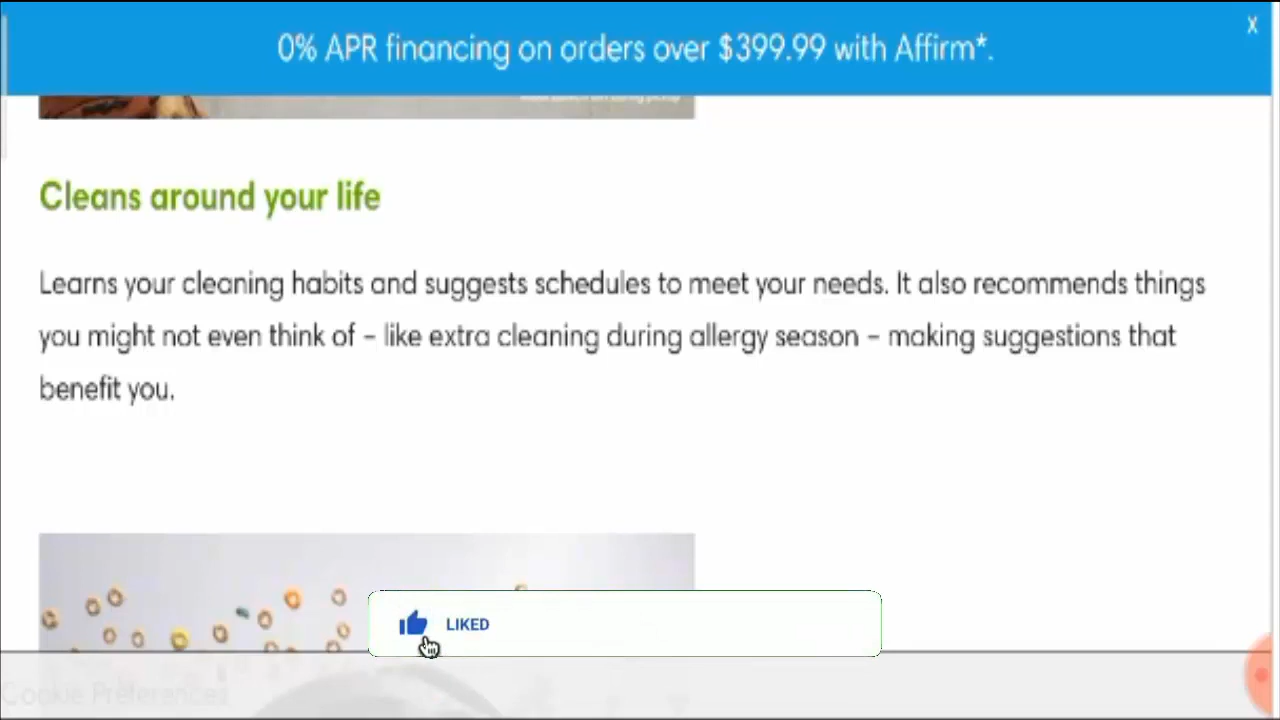 0% APR financing on orders over $399.99 with Affirm*.
X
Cleans around your life
Learns your cleaning habits and suggests schedules to meet your needs. It also recommends things
you might not even think of – like extra cleaning during allergy season – making suggestions that
benefit you.
LIKED
Cookie Preferences